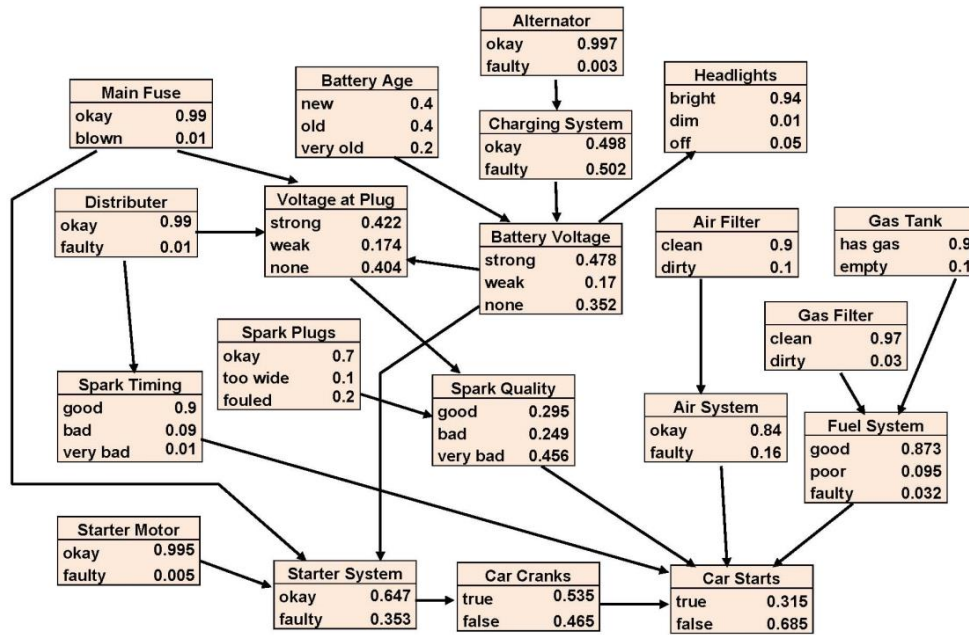 Alternator
okay 0.997
faulty 0.003
Battery Age
new 0.4
old 0.4
very old 0.2
Headlights
bright 0.94
dim 0.01
off 0.05
Main Fuse
okay 0.99
blown 0.01
Charging System
okay 0.498
faulty 0.502
Distributer
okay 0.99
faulty 0.01
Voltage at Plug
strong 0.422
weak 0.174
none 0.404
Battery Voltage
strong 0.478
weak 0.17
none 0.352
Air Filter
clean 0.9
dirty 0.1
Gas Tank
has gas 0.9
empty 0.1
Gas Filter
clean 0.97
dirty 0.03
Spark Plugs
okay 0.7
too wide 0.1
fouled 0.2
Spark Timing
good 0.9
bad 0.09
very bad 0.01
Spark Quality
good 0.295
bad 0.249
very bad 0.456
Air System
okay 0.84
faulty 0.16
Fuel System
good 0.873
poor 0.095
faulty 0.032
Starter Motor
okay 0.995
faulty 0.005
Starter System
okay 0.647
faulty 0.353
Car Cranks
true 0.535
false 0.465
Car Starts
true 0.315
false 0.685